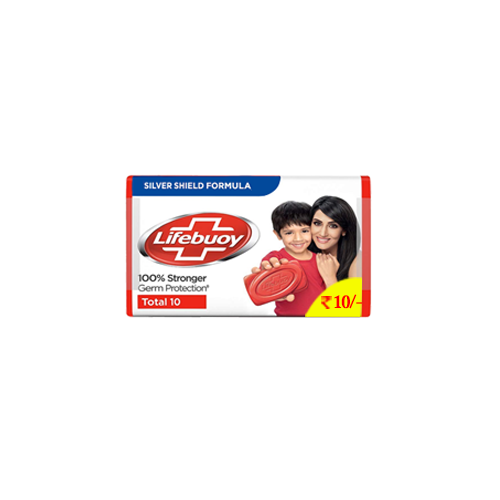 SILVER SHIELD FORMULA
Lifebuoy
100% Stronger
Germ Protection*
Total 10
₹10/-